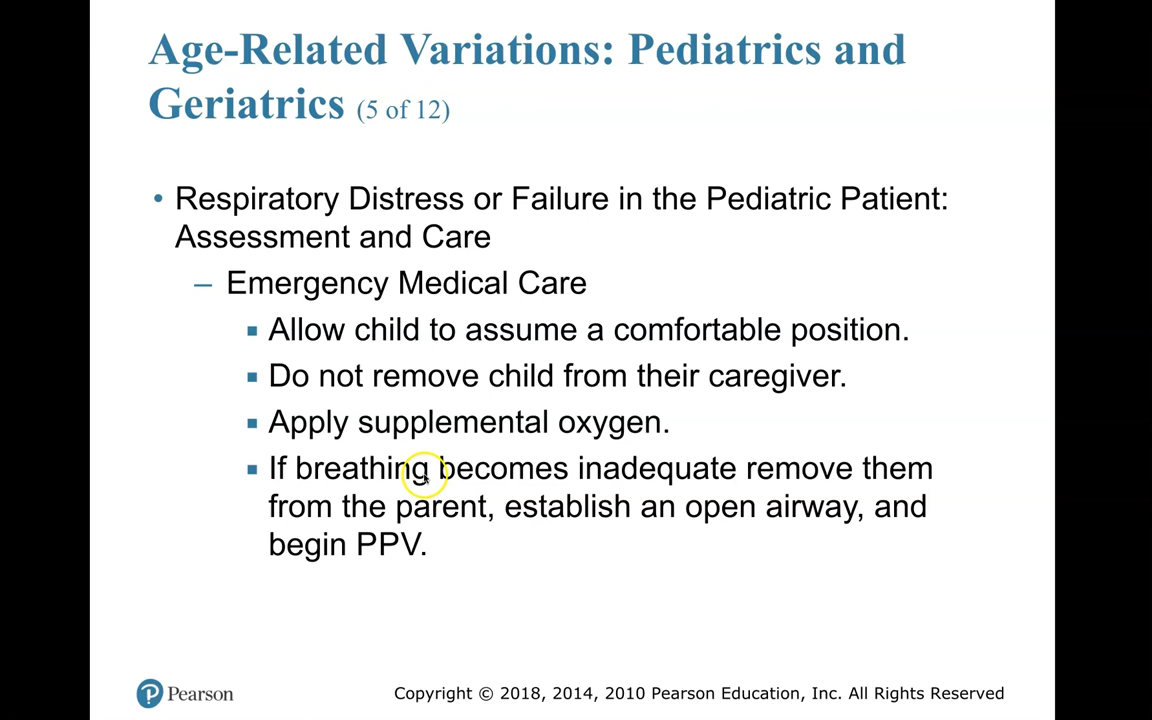 Age-Related Variations: Pediatrics and
Geriatrics (5 of 12)
• Respiratory Distress or Failure in the Pediatric Patient:
Assessment and Care
– Emergency Medical Care
▪ Allow child to assume a comfortable position.
▪ Do not remove child from their caregiver.
▪ Apply supplemental oxygen.
▪ If breathing becomes inadequate remove them
from the parent, establish an open airway, and
begin PPV.
P Pearson
Copyright © 2018, 2014, 2010 Pearson Education, Inc. All Rights Reserved